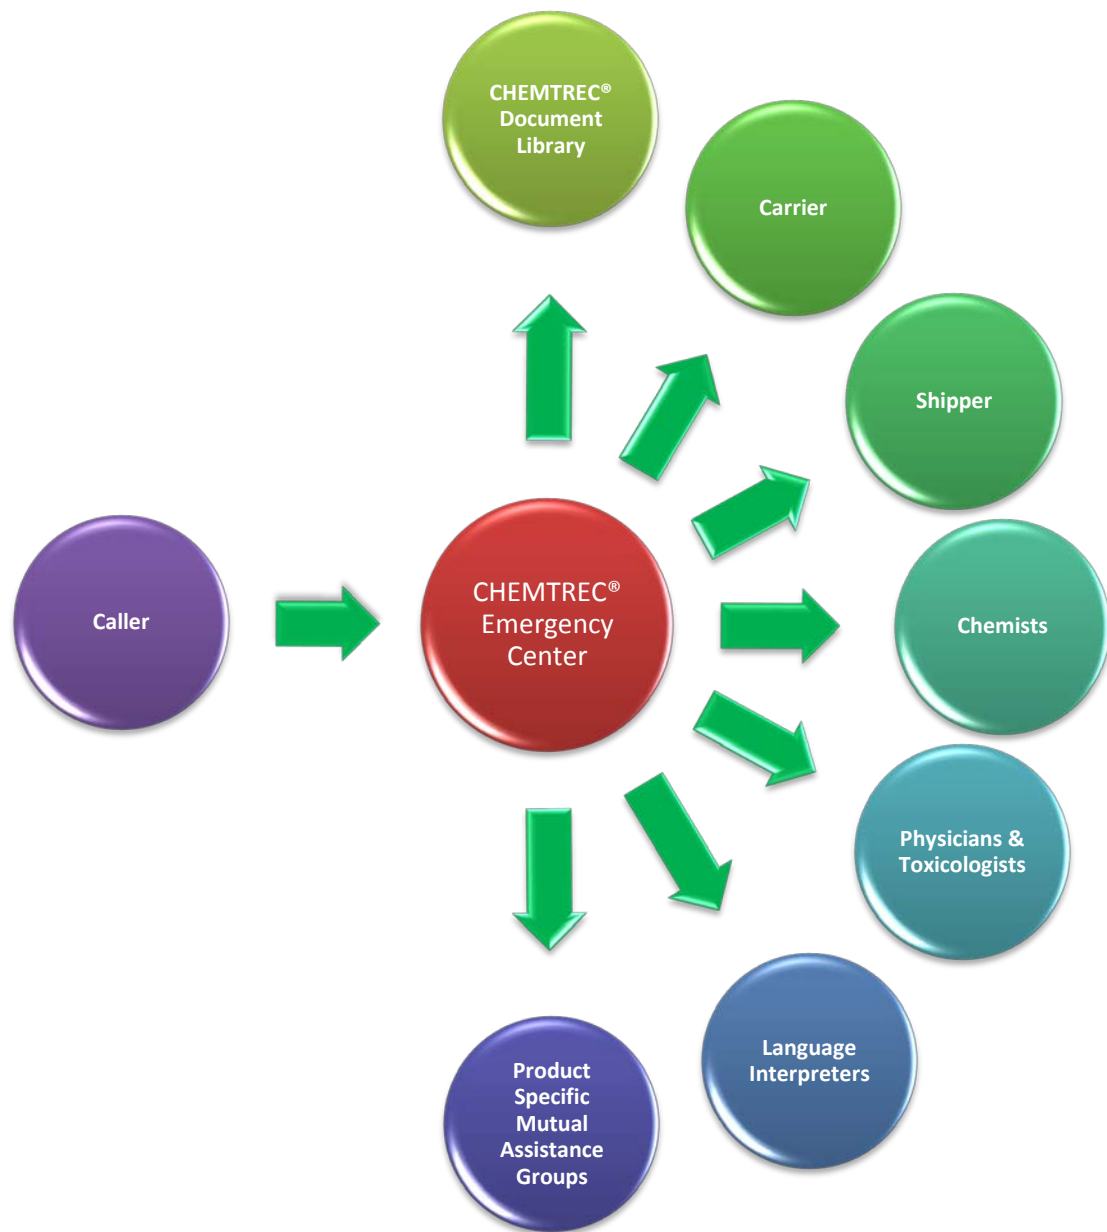 CHEMTREC®
Document
Library
Carrier
Shipper
Caller
CHEMTREC®
Emergency
Center
Chemists
Physicians &
Toxicologists
Language
Interpreters
Product
Specific
Mutual
Assistance
Groups